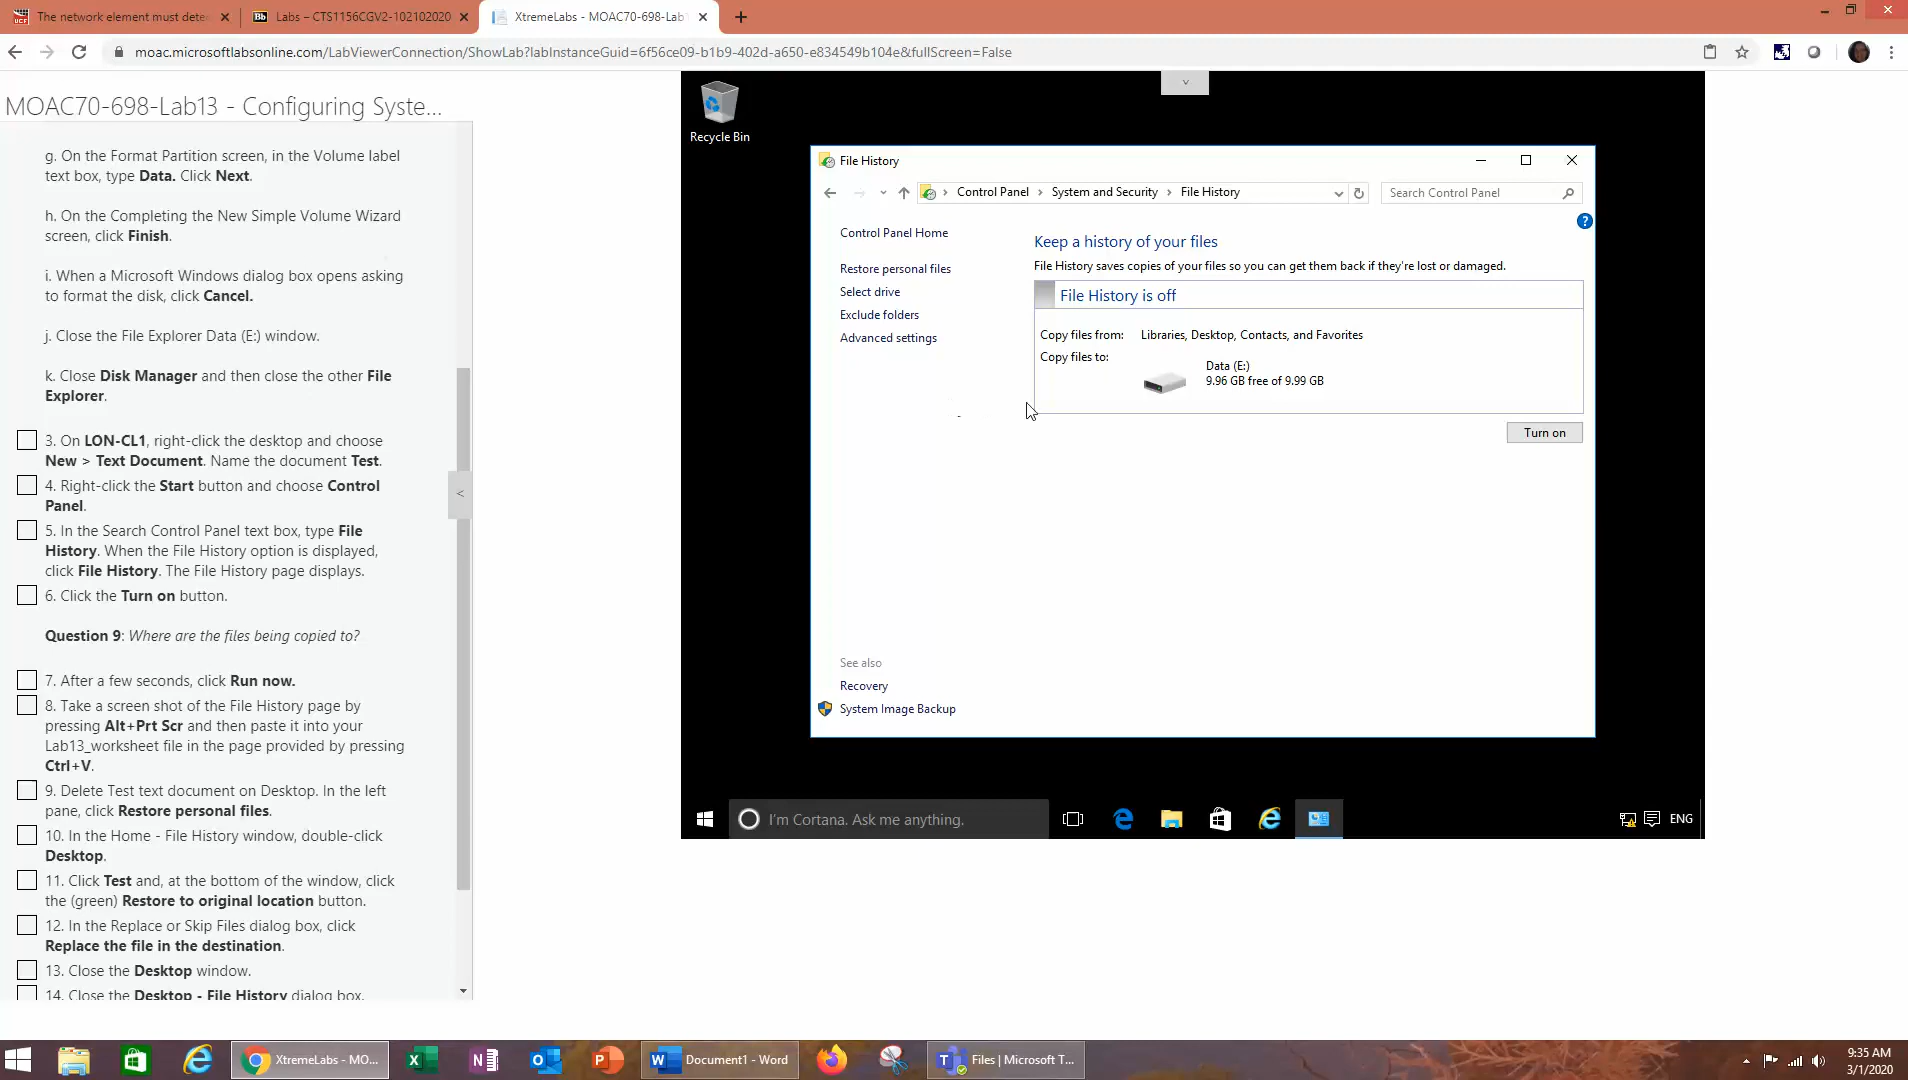 The network element must dete
Labs – CTS1156CGV2-102102020
XtremeLabs - MOAC70-698-Lab1
moac.microsoftlabsonline.com/LabViewerConnection/ShowLab?labInstanceGuid=6f56ce09-b1b9-402d-a650-e834549b104e&fullScreen=False
MOAC70-698-Lab13 - Configuring Syste...
g. On the Format Partition screen, in the Volume label
text box, type Data. Click Next.
h. On the Completing the New Simple Volume Wizard
screen, click Finish.
i. When a Microsoft Windows dialog box opens asking
to format the disk, click Cancel.
j. Close the File Explorer Data (E:) window.
k. Close Disk Manager and then close the other File
Explorer.
3. On LON-CL1, right-click the desktop and choose
New > Text Document. Name the document Test.
4. Right-click the Start button and choose Control
Panel.
5. In the Search Control Panel text box, type File
History. When the File History option is displayed,
click File History. The File History page displays.
6. Click the Turn on button.
Question 9: Where are the files being copied to?
7. After a few seconds, click Run now.
8. Take a screen shot of the File History page by
pressing Alt+Prt Scr and then paste it into your
Lab13_worksheet file in the page provided by pressing
Ctrl+V.
9. Delete Test text document on Desktop. In the left
pane, click Restore personal files.
10. In the Home - File History window, double-click
Desktop.
11. Click Test and, at the bottom of the window, click
the (green) Restore to original location button.
12. In the Replace or Skip Files dialog box, click
Replace the file in the destination.
13. Close the Desktop window.
14. Close the Desktop - File History dialog box.
<
Recycle Bin
File History
Control Panel > System and Security > File History
Search Control Panel
Control Panel Home
Restore personal files
Select drive
Exclude folders
Advanced settings
Keep a history of your files
File History saves copies of your files so you can get them back if they're lost or damaged.
File History is off
Copy files from: Libraries, Desktop, Contacts, and Favorites
Copy files to:
Data (E:)
9.96 GB free of 9.99 GB
Turn on
See also
Recovery
System Image Backup
I'm Cortana. Ask me anything.
ENG
XtremeLabs - MO...
Document1 - Word
Files | Microsoft T...
9:35 AM
3/1/2020